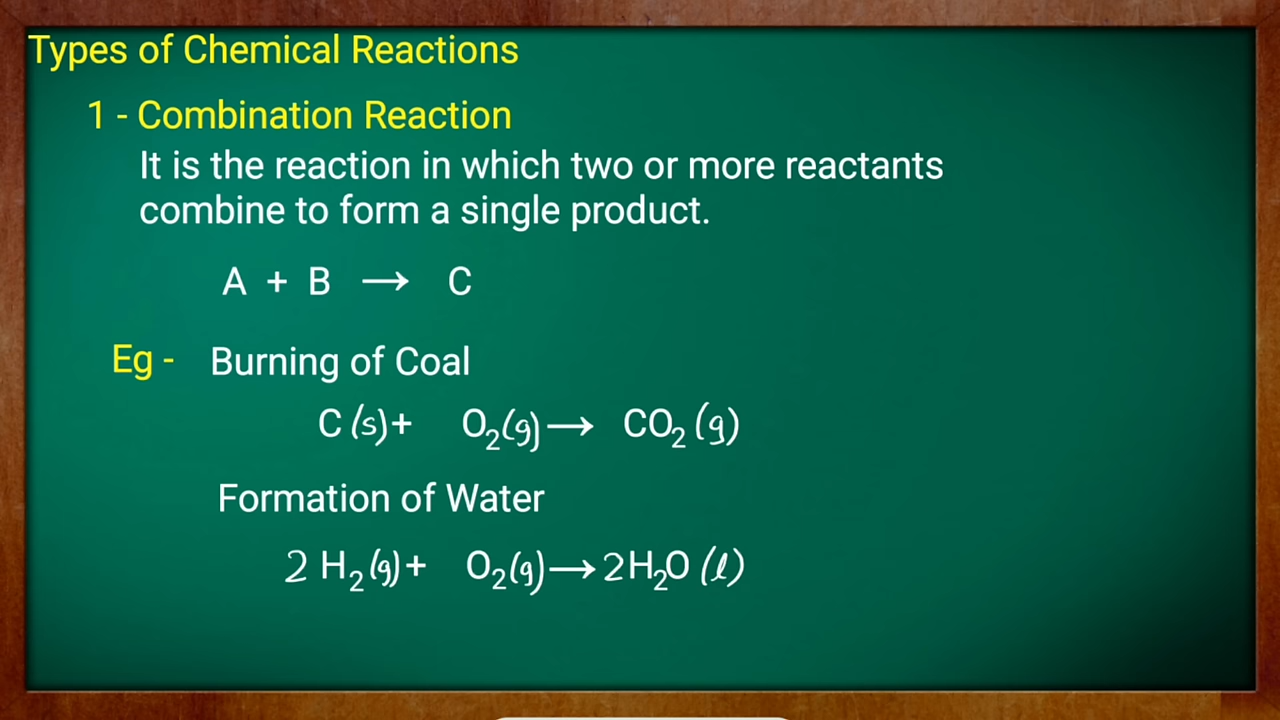 Types of Chemical Reactions
1 - Combination Reaction
It is the reaction in which two or more reactants
combine to form a single product.
A + B → C
Eg - Burning of Coal
C (s) + O₂(g) → CO₂ (g)
Formation of Water
2 H₂ (g) + O₂(g) → 2H₂O (l)